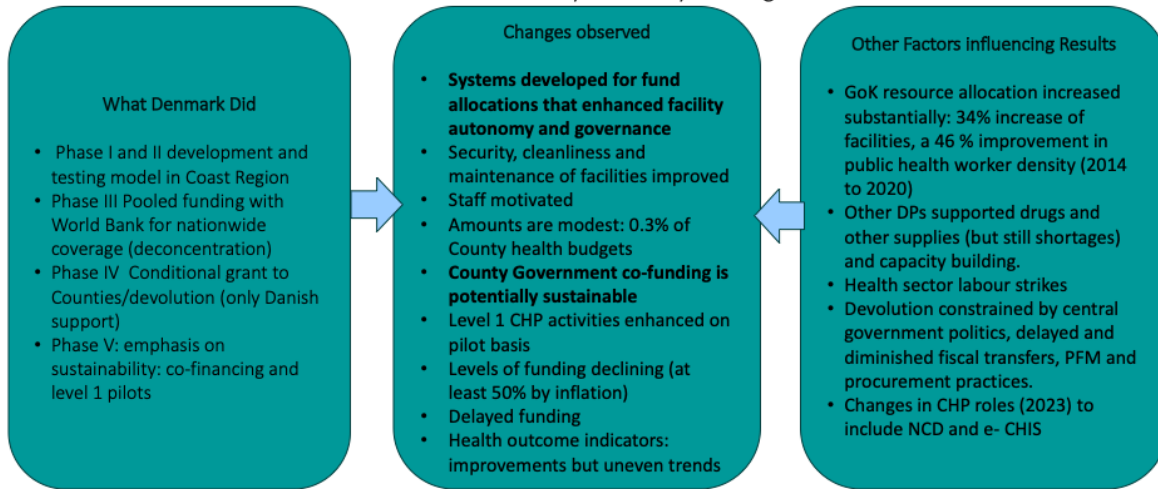 What Denmark Did
• Phase I and II development and
testing model in Coast Region
• Phase III Pooled funding with
World Bank for nationwide
coverage (deconcentration)
• Phase IV Conditional grant to
Counties/devolution (only Danish
support)
• Phase V: emphasis on
sustainability: co-financing and
level 1 pilots
Changes observed
• Systems developed for fund
allocations that enhanced facility
autonomy and governance
• Security, cleanliness and
maintenance of facilities improved
• Staff motivated
• Amounts are modest: 0.3% of
County health budgets
• County Government co-funding is
potentially sustainable
• Level 1 CHP activities enhanced on
pilot basis
• Levels of funding declining (at
least 50% by inflation)
• Delayed funding
• Health outcome indicators:
improvements but uneven trends
Other Factors influencing Results
• GoK resource allocation increased
substantially: 34% increase of
facilities, a 46 % improvement in
public health worker density (2014
to 2020)
• Other DPs supported drugs and
other supplies (but still shortages)
and capacity building.
• Health sector labour strikes
• Devolution constrained by central
government politics, delayed and
diminished fiscal transfers, PFM and
procurement practices.
• Changes in CHP roles (2023) to
include NCD and e- CHIS